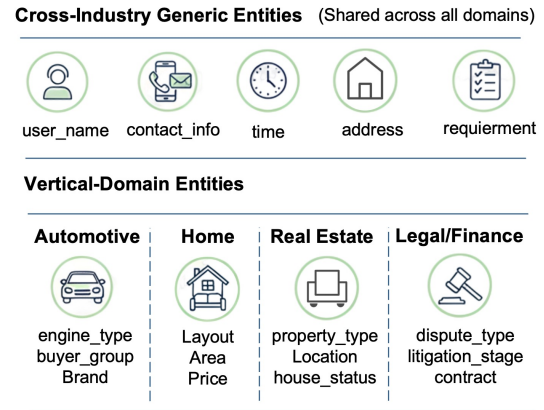 Cross-Industry Generic Entities (Shared across all domains)
user_name contact_info time address requierment
Vertical-Domain Entities
Automotive Home Real Estate Legal/Finance
engine_type Layout property_type dispute_type
buyer_group Area Location litigation_stage
Brand Price house_status contract